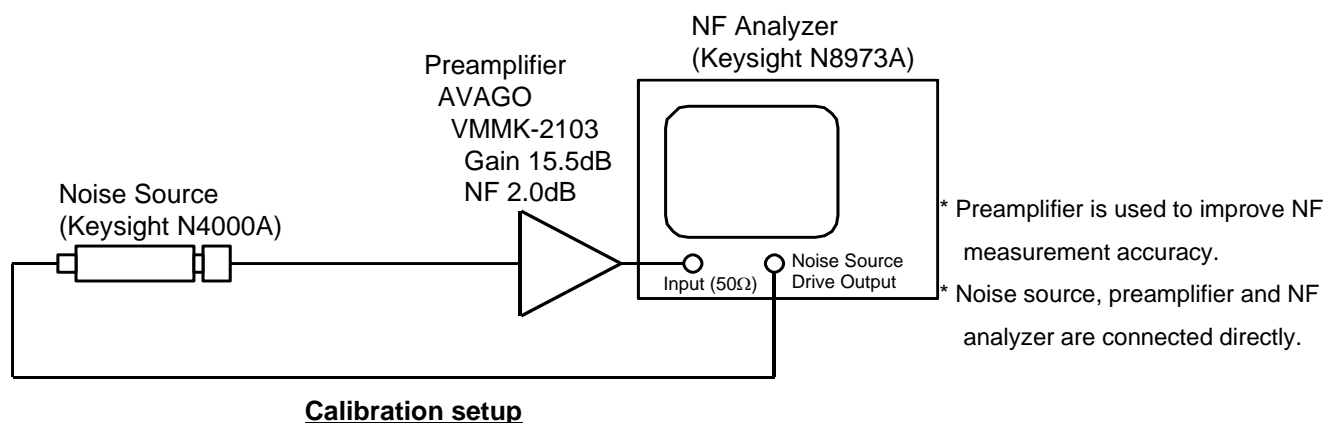 NF Analyzer
(Keysight N8973A)
Preamplifier
AVAGO
VMMK-2103
Gain 15.5dB
NF 2.0dB
Noise Source
(Keysight N4000A)
Input (50Ω)
Noise Source
Drive Output
* Preamplifier is used to improve NF
measurement accuracy.
* Noise source, preamplifier and NF
analyzer are connected directly.
Calibration setup